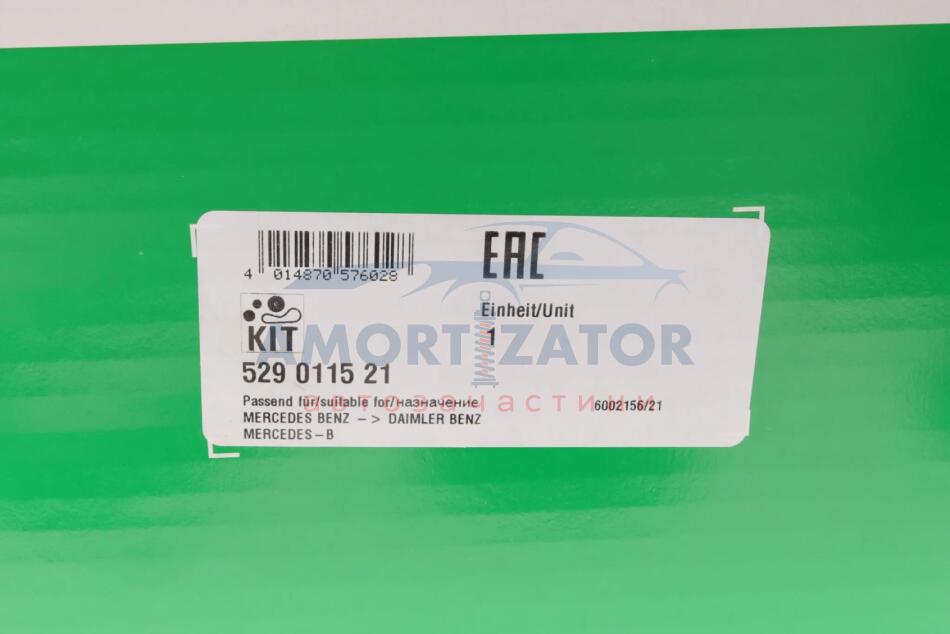 4 014870 576028
EAC
KIT
Einheit/Unit
1
AMORTIZATOR
529 0115 21
Passend für/suitable for/назначение
автозапчастини
6002156/21
MERCEDES BENZ -> DAIMLER BENZ
MERCEDES-B